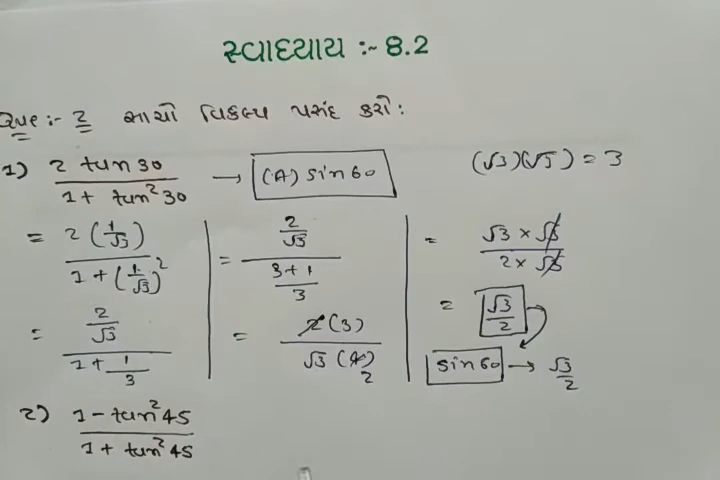 સ્વાધ્યાય :- 8.2
પ્રશ્ન :- 2 સાચો વિકલ્પ પસંદ કરો :
1) 2 tan 30 / 1 + tan² 30 → (A) sin 60
(√3)(√3) = 3
= 2 (1/√3) / 1 + (1/√3)²
= 2/√3 / 1 + 1/3
= 2/√3 / 3 + 1/3
= 2 (3) / √3 (4) 2
= √3 × √3 / 2 × √3
= √3/2
sin 60 → √3/2
2) 1 - tan² 45 / 1 + tan² 45